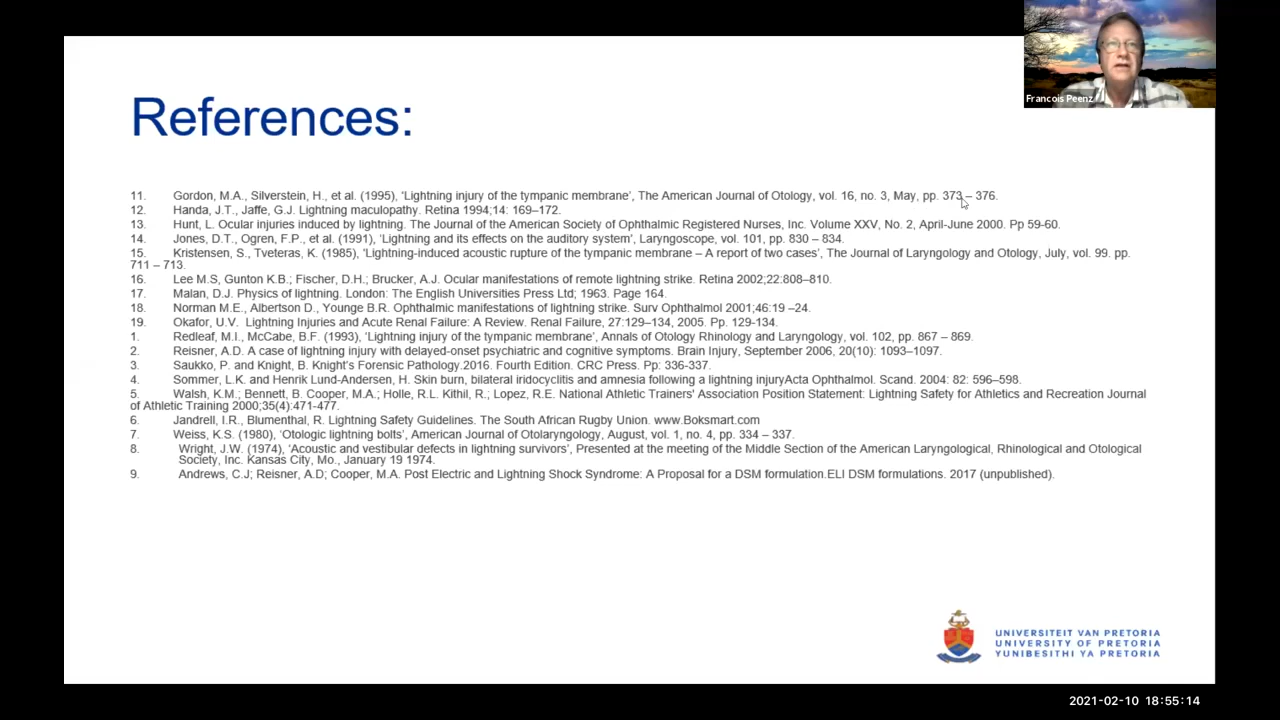 Francois Peenz
References:
11. Gordon, M.A., Silverstein, H., et al. (1995), 'Lightning injury of the tympanic membrane', The American Journal of Otology, vol. 16, no. 3, May, pp. 373 – 376.
12. Handa, J.T., Jaffe, G.J. Lightning maculopathy. Retina 1994;14: 169–172.
13. Hunt, L. Ocular injuries induced by lightning. The Journal of the American Society of Ophthalmic Registered Nurses, Inc. Volume XXV, No. 2, April-June 2000. Pp 59-60.
14. Jones, D.T., Ogren, F.P., et al. (1991), 'Lightning and its effects on the auditory system', Laryngoscope, vol. 101, pp. 830 – 834.
15. Kristensen, S., Tveteras, K. (1985), 'Lightning-induced acoustic rupture of the tympanic membrane – A report of two cases', The Journal of Laryngology and Otology, July, vol. 99. pp.
711 – 713.
16. Lee M.S, Gunton K.B.; Fischer, D.H.; Brucker, A.J. Ocular manifestations of remote lightning strike. Retina 2002;22:808–810.
17. Malan, D.J. Physics of lightning. London: The English Universities Press Ltd; 1963. Page 164.
18. Norman M.E., Albertson D., Younge B.R. Ophthalmic manifestations of lightning strike. Surv Ophthalmol 2001;46:19 –24.
19. Okafor, U.V. Lightning Injuries and Acute Renal Failure: A Review. Renal Failure, 27:129–134, 2005. Pp. 129-134.
1. Redleaf, M.I., McCabe, B.F. (1993), 'Lightning injury of the tympanic membrane', Annals of Otology Rhinology and Laryngology, vol. 102, pp. 867 – 869.
2. Reisner, A.D. A case of lightning injury with delayed-onset psychiatric and cognitive symptoms. Brain Injury, September 2006, 20(10): 1093–1097.
3. Saukko, P. and Knight, B. Knight's Forensic Pathology.2016. Fourth Edition. CRC Press. Pp: 336-337.
4. Sommer, L.K. and Henrik Lund-Andersen, H. Skin burn, bilateral iridocyclitis and amnesia following a lightning injuryActa Ophthalmol. Scand. 2004: 82: 596–598.
5. Walsh, K.M.; Bennett, B. Cooper, M.A.; Holle, R.L. Kithil, R.; Lopez, R.E. National Athletic Trainers' Association Position Statement: Lightning Safety for Athletics and Recreation Journal
of Athletic Training 2000;35(4):471-477.
6. Jandrell, I.R., Blumenthal, R. Lightning Safety Guidelines. The South African Rugby Union. www.Boksmart.com
7. Weiss, K.S. (1980), 'Otologic lightning bolts', American Journal of Otolaryngology, August, vol. 1, no. 4, pp. 334 – 337.
8. Wright, J.W. (1974), 'Acoustic and vestibular defects in lightning survivors', Presented at the meeting of the Middle Section of the American Laryngological, Rhinological and Otological
Society, Inc. Kansas City, Mo., January 19 1974.
9. Andrews, C.J; Reisner, A.D; Cooper, M.A. Post Electric and Lightning Shock Syndrome: A Proposal for a DSM formulation.ELI DSM formulations. 2017 (unpublished).
UNIVERSITEIT VAN PRETORIA
UNIVERSITY OF PRETORIA
YUNIBESITHI YA PRETORIA
2021-02-10 18:55:14